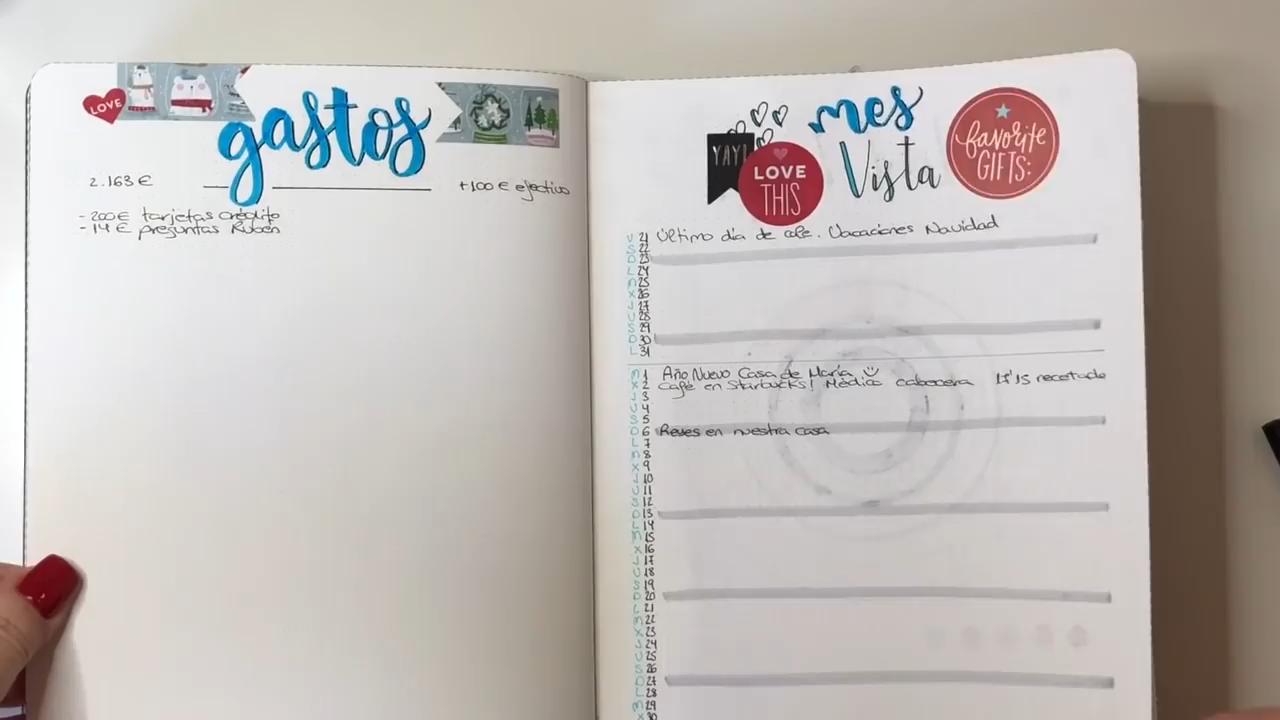 LOVE
gastos
2.163 €
+100 € efectivo
- 200 € tarjetas crédito
- 14 € preguntas Rubén
YAY!
LOVE
THIS
mes
Vista
favorite
GIFTS:
V 21 Último día de cole. Vacaciones Navidad
S 22
D 23
L 24
M 25
X 26
J 27
V 28
S 29
D 30
L 31
M 1 Año Nuevo Casa de María
X 2 Café en Starbucks! Médico cabecera
J 3
V 4
S 5
D 6 Reyes en nuestra casa
L 7
M 8
X 9
J 10
V 11
S 12
D 13
L 14
M 15
X 16
J 17
V 18
S 19
D 20
L 21
M 22
X 23
J 24
V 25
S 26
D 27
L 28
M 29
X 30